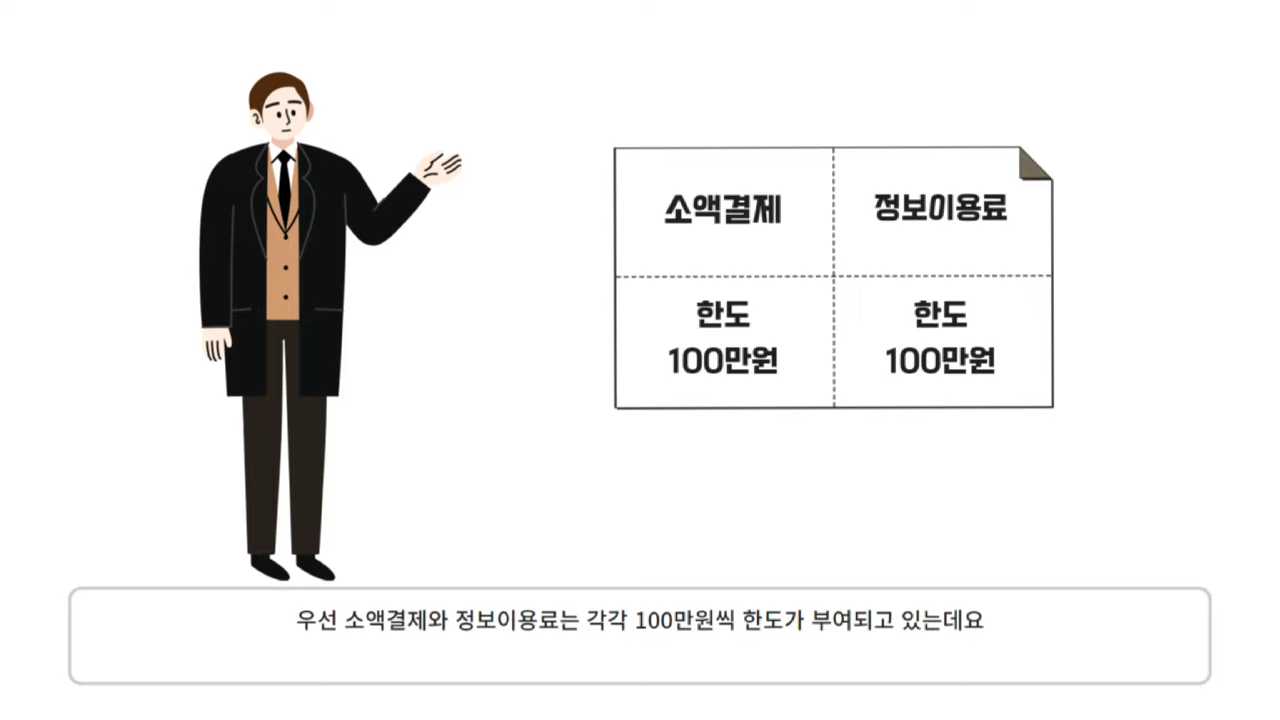 소액결제
정보이용료
한도
100만원
한도
100만원
우선 소액결제와 정보이용료는 각각 100만원씩 한도가 부여되고 있는데요